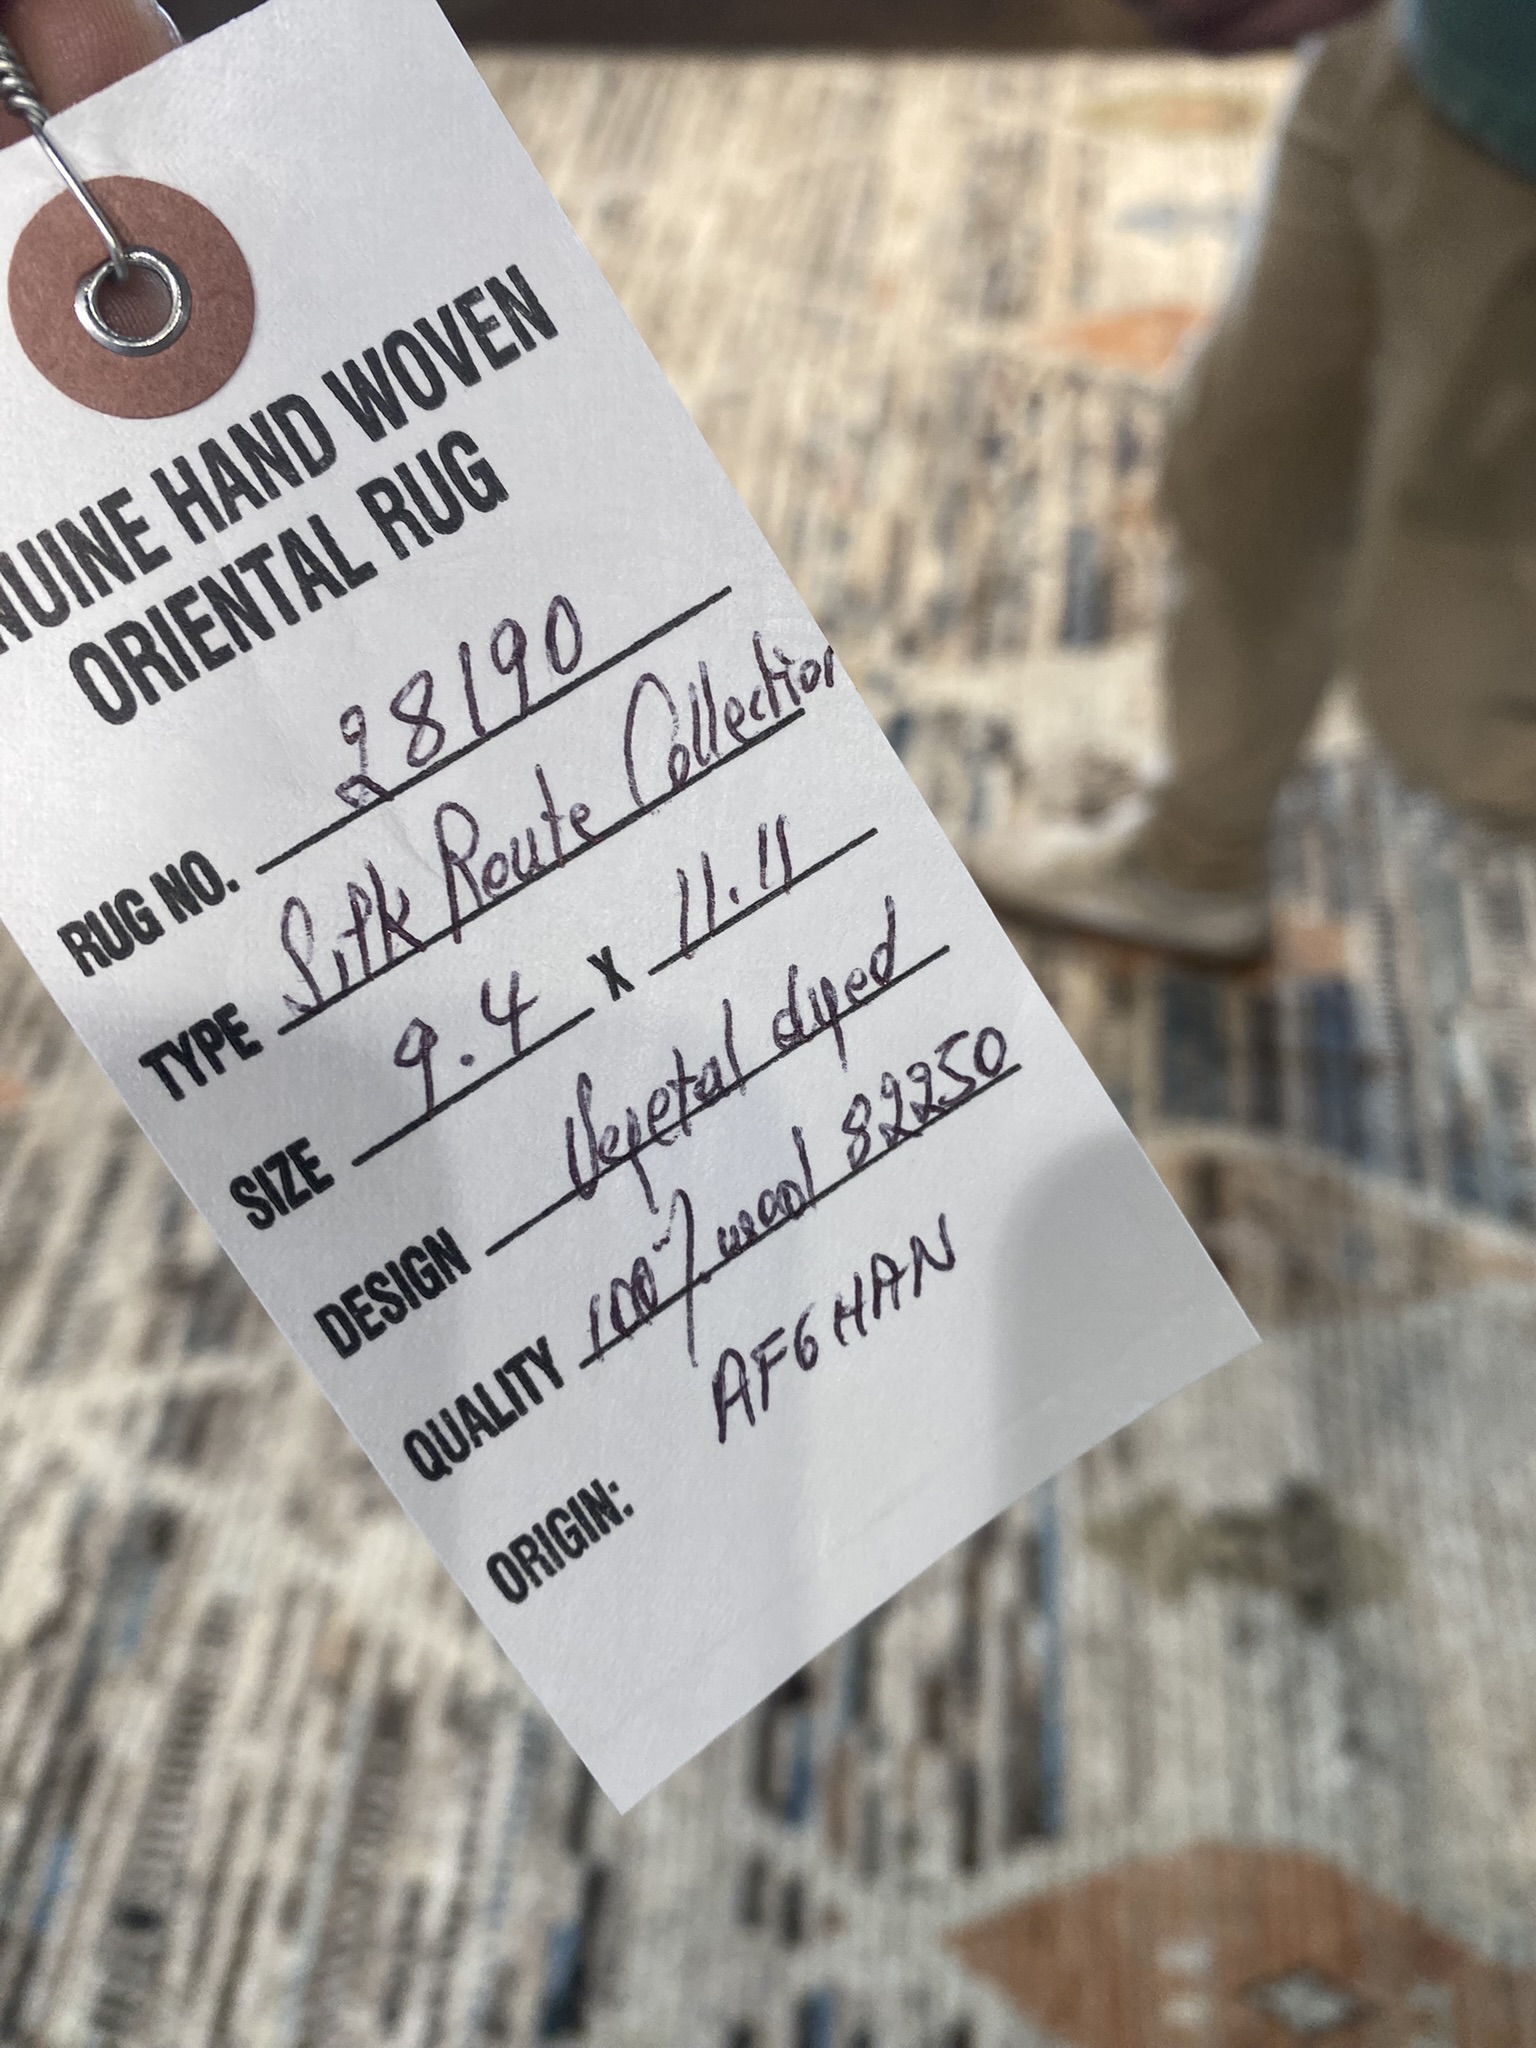 NUINE HAND WOVEN
ORIENTAL RUG
RUG NO. 28190
TYPE Silk Route Collection
SIZE 9.4 X 11.11
DESIGN Vegetal dyed
QUALITY 100% wool 82250
ORIGIN: AFGHAN